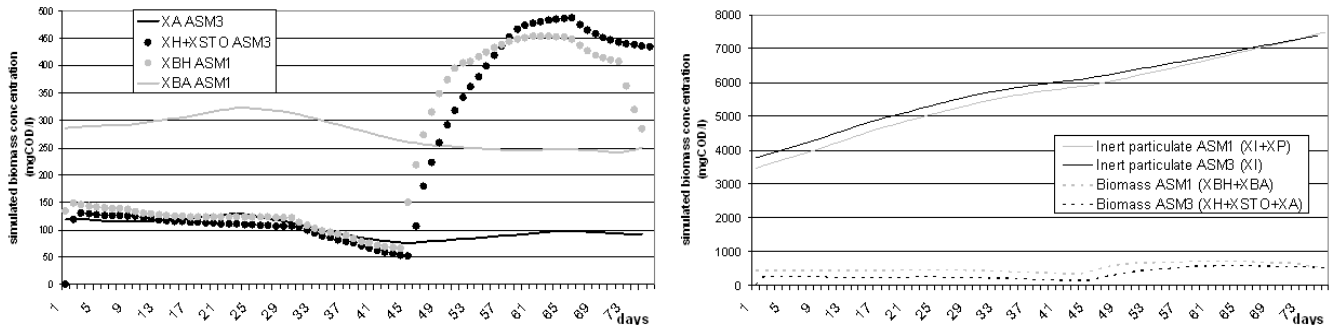 simulated biomass concentration
(mgCOD/l)
500
450
400
350
300
250
200
150
100
50
0
XA ASM3
XH+XSTO ASM3
XBH ASM1
XBA ASM1
1 5 9 13 17 21 25 29 33 37 41 45 49 53 57 61 65 69 73
days
simulated biomass concentration
(mgCOD/l)
8000
7000
6000
5000
4000
3000
2000
1000
0
Inert particulate ASM1 (XI+XP)
Inert particulate ASM3 (XI)
Biomass ASM1 (XBH+XBA)
Biomass ASM3 (XH+XSTO+XA)
1 5 9 13 17 21 25 29 33 37 41 45 49 53 57 61 65 69 73
days